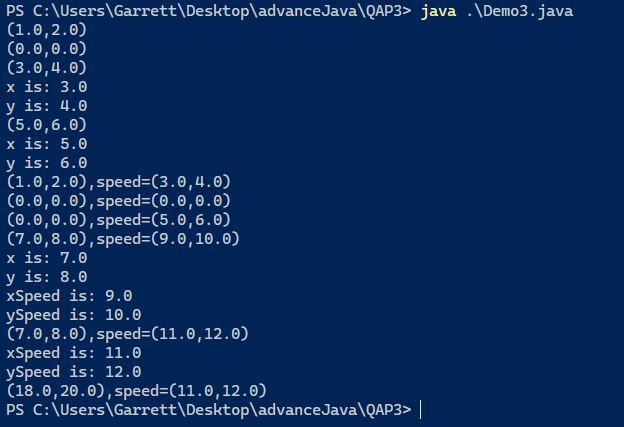 PS C:\Users\Garrett\Desktop\advanceJava\QAP3> java .\Demo3.java
(1.0,2.0)
(0.0,0.0)
(3.0,4.0)
x is: 3.0
y is: 4.0
(5.0,6.0)
x is: 5.0
y is: 6.0
(1.0,2.0),speed=(3.0,4.0)
(0.0,0.0),speed=(0.0,0.0)
(0.0,0.0),speed=(5.0,6.0)
(7.0,8.0),speed=(9.0,10.0)
x is: 7.0
y is: 8.0
xSpeed is: 9.0
ySpeed is: 10.0
(7.0,8.0),speed=(11.0,12.0)
xSpeed is: 11.0
ySpeed is: 12.0
(18.0,20.0),speed=(11.0,12.0)
PS C:\Users\Garrett\Desktop\advanceJava\QAP3>